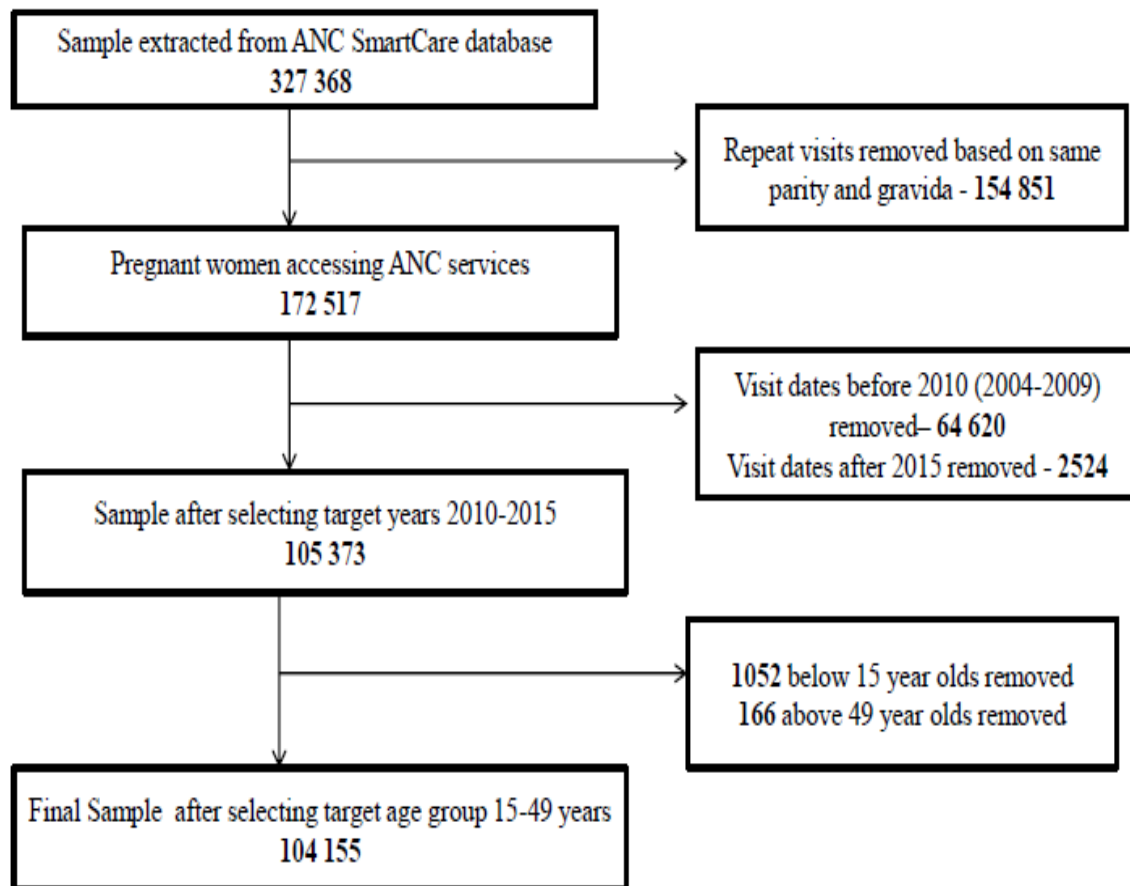 Sample extracted from ANC SmartCare database
327 368
Repeat visits removed based on same
parity and gravida - 154 851
Pregnant women accessing ANC services
172 517
Visit dates before 2010 (2004-2009)
removed– 64 620
Visit dates after 2015 removed - 2524
Sample after selecting target years 2010-2015
105 373
1052 below 15 year olds removed
166 above 49 year olds removed
Final Sample after selecting target age group 15-49 years
104 155